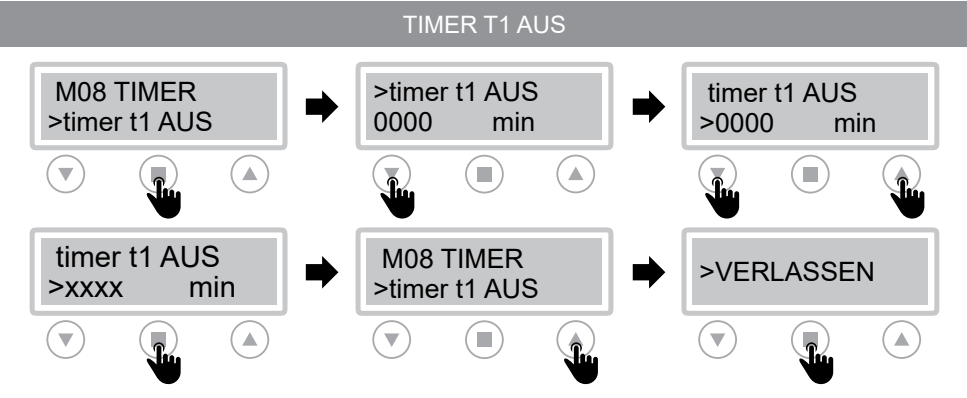 TIMER T1 AUS
M08 TIMER
>timer t1 AUS
>timer t1 AUS
0000 min
timer t1 AUS
>0000 min
timer t1 AUS
>xxxx min
M08 TIMER
>timer t1 AUS
>VERLASSEN